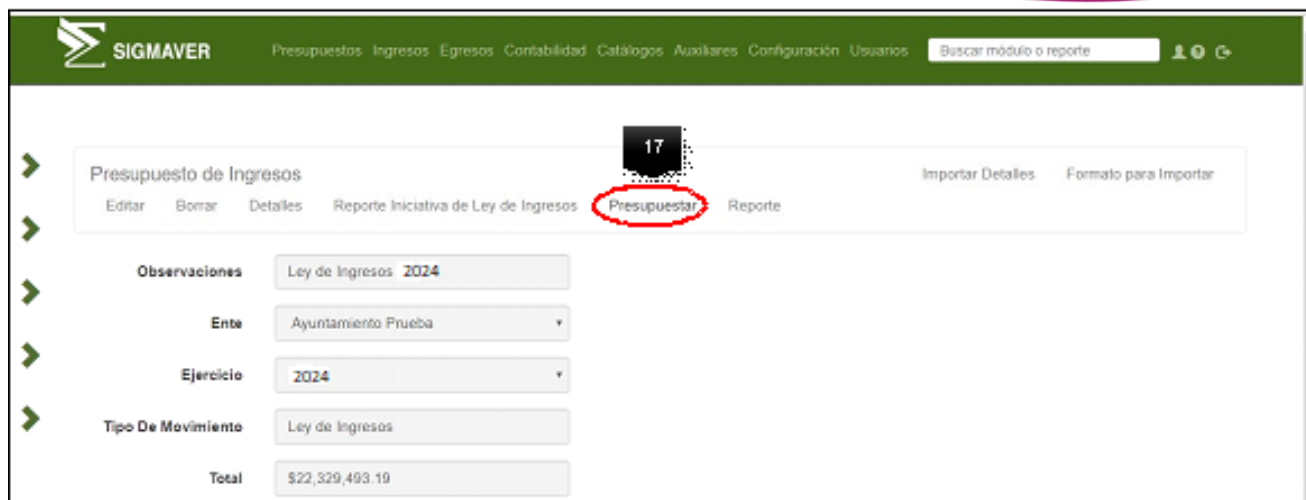 SIGMAVER Presupuestos Ingresos Egresos Contabilidad Catálogos Auxiliares Configuración Usuarios Buscar módulo o reporte
17
Presupuesto de Ingresos Importar Detalles Formato para Importar
Editar Borrar Detalles Reporte Iniciativa de Ley de Ingresos Presupuestar Reporte
Observaciones Ley de Ingresos 2024
Ente Ayuntamiento Prueba
Ejercicio 2024
Tipo De Movimiento Ley de Ingresos
Total $22,329,493.19